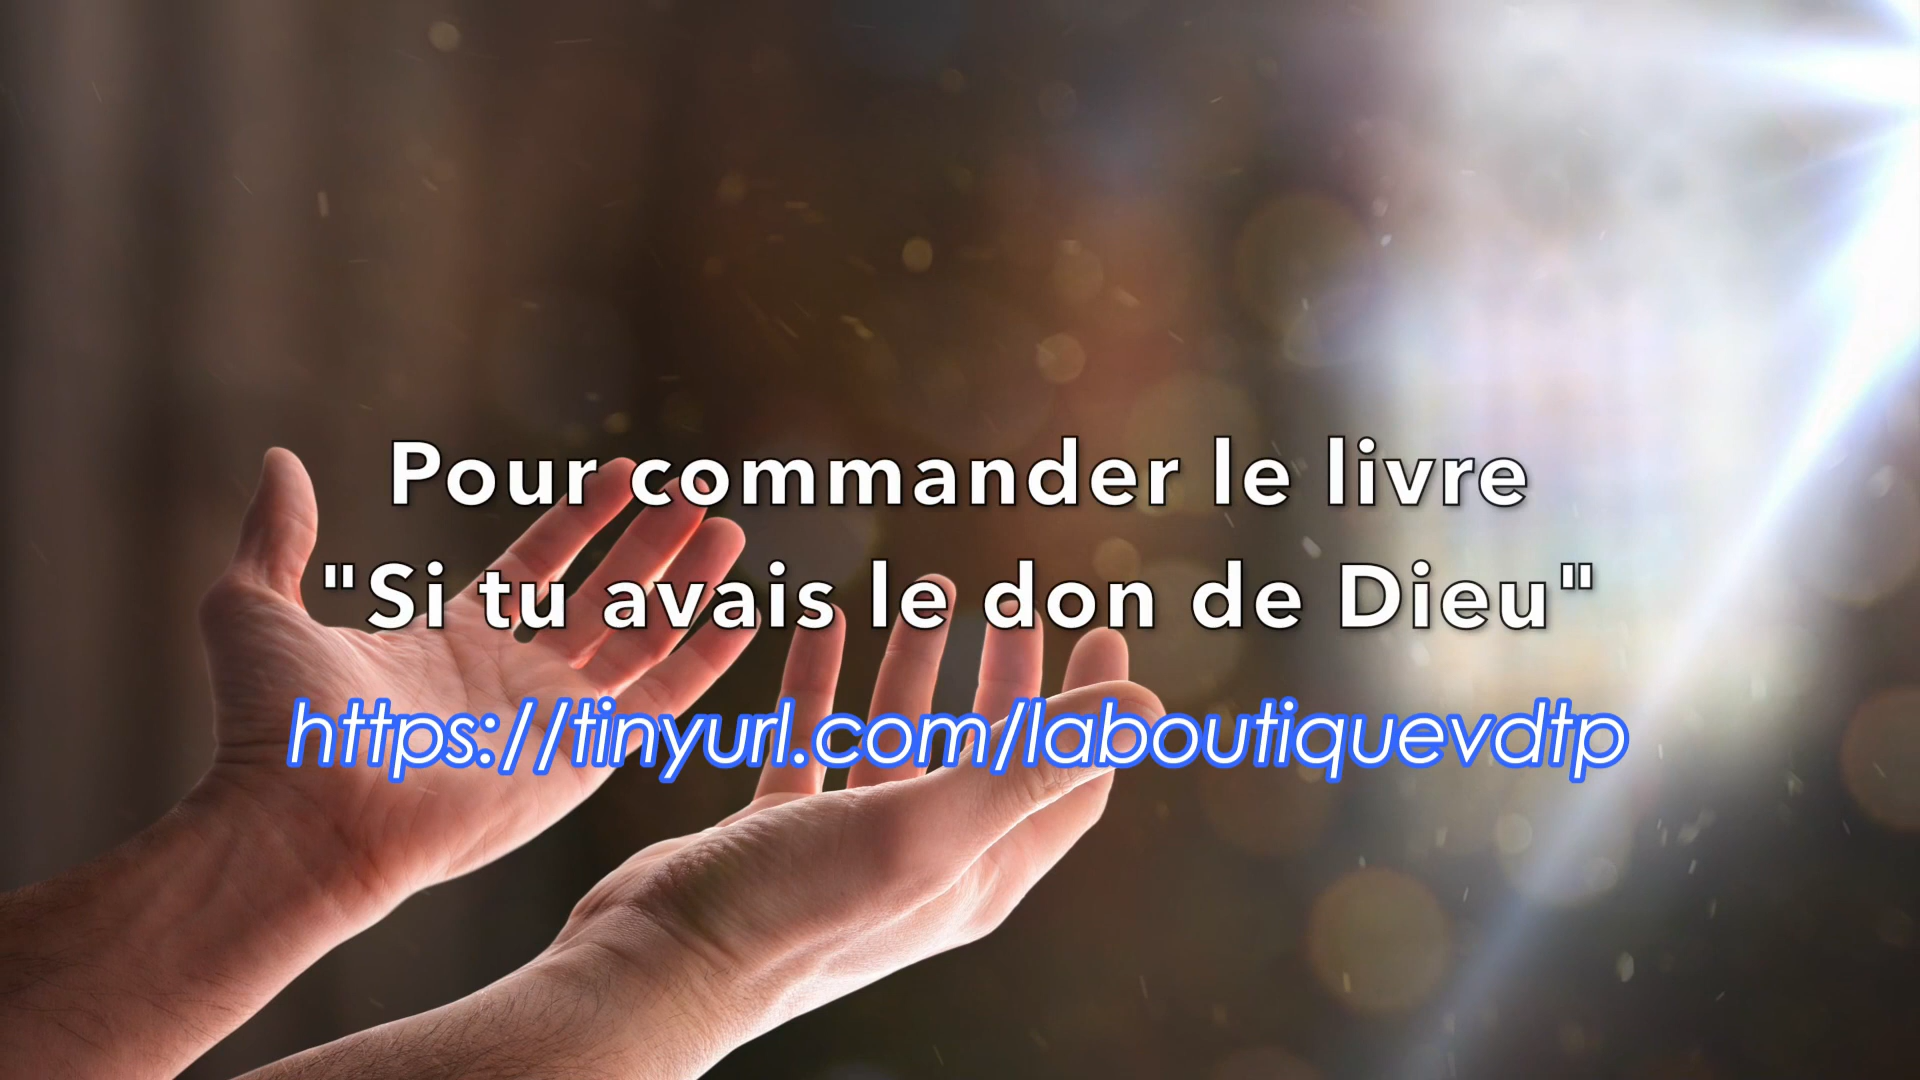 Pour commander le livre
"Si tu avais le don de Dieu"
https://tinyurl.com/laboutiquevdtp